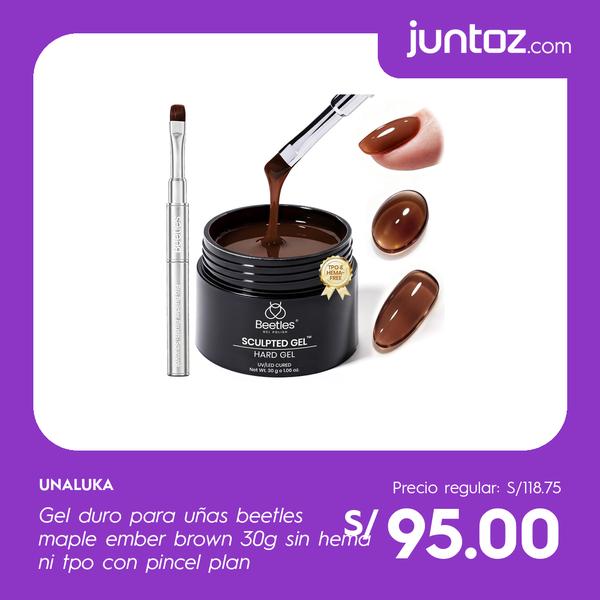 juntoz.com
beetles
TPO &
HEMA-
FREE
Beetles®
GEL POLISH
SCULPTED GEL™
HARD GEL
UV/LED CURED
Net Wt. 30 g e 1.06 oz.
UNALUKA
Gel duro para uñas beetles
maple ember brown 30g sin hema
ni tpo con pincel plan
Precio regular: S/118.75
S/ 95.00